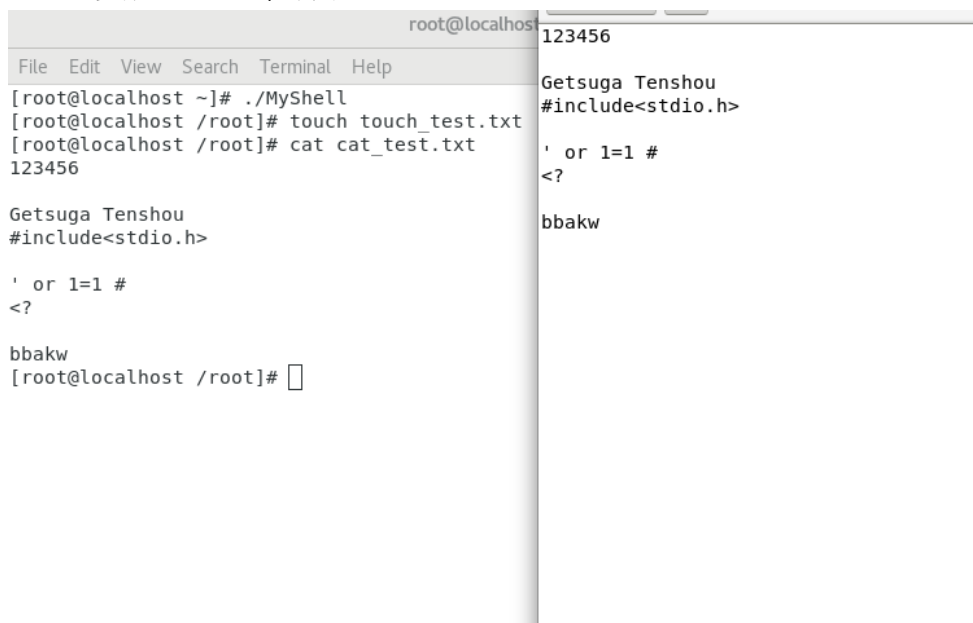 root@localhost
File Edit View Search Terminal Help
[root@localhost ~]# ./MyShell
[root@localhost /root]# touch touch_test.txt
[root@localhost /root]# cat cat_test.txt
123456
Getsuga Tenshou
#include<stdio.h>
' or 1=1 #
<?
bbakw
[root@localhost /root]#
123456
Getsuga Tenshou
#include<stdio.h>
' or 1=1 #
<?
bbakw